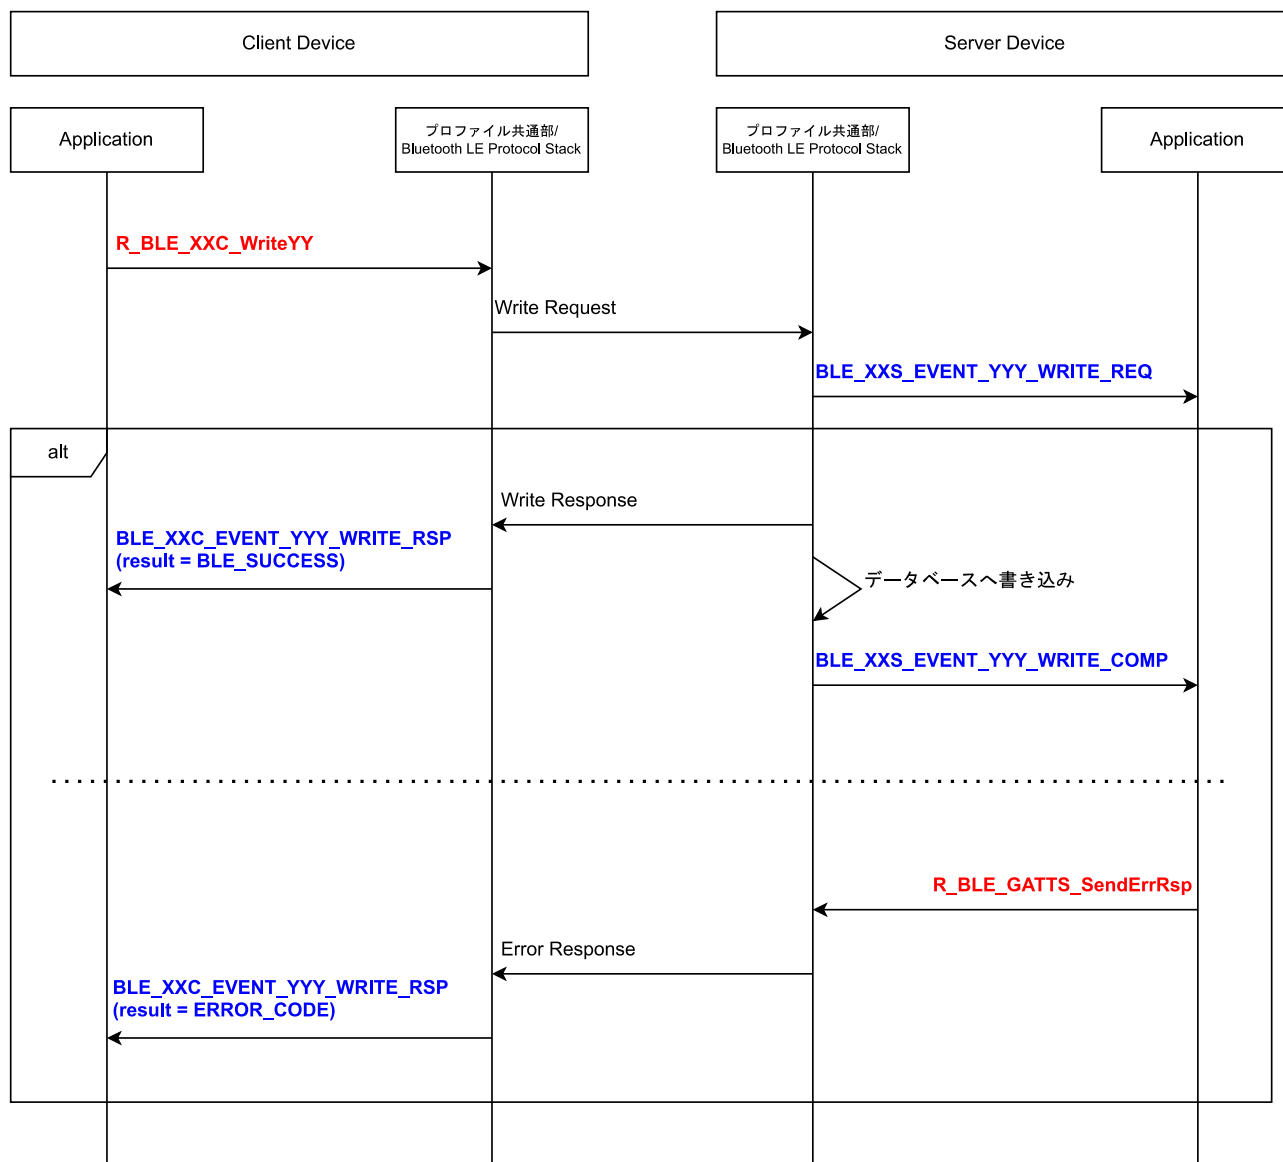 Client Device
Server Device
Application
プロファイル共通部/
Bluetooth LE Protocol Stack
プロファイル共通部/
Bluetooth LE Protocol Stack
Application
R_BLE_XXC_WriteYY
Write Request
BLE_XXS_EVENT_YYY_WRITE_REQ
alt
Write Response
BLE_XXC_EVENT_YYY_WRITE_RSP
(result = BLE_SUCCESS)
データベースへ書き込み
BLE_XXS_EVENT_YYY_WRITE_COMP
R_BLE_GATTS_SendErrRsp
Error Response
BLE_XXC_EVENT_YYY_WRITE_RSP
(result = ERROR_CODE)